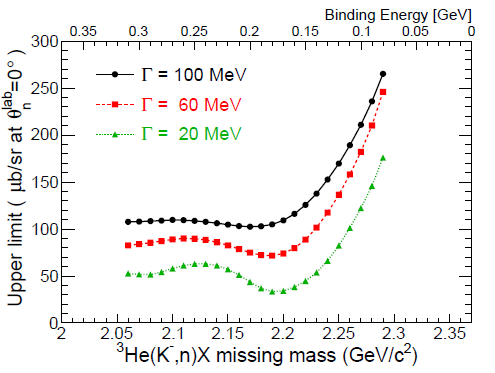 Binding Energy [GeV]
0.35 0.3 0.25 0.2 0.15 0.1 0.05 0
300
250
200
150
100
50
0
Upper limit ( μb/sr at θₙˡᵃᵇ=0°)
Γ = 100 MeV
Γ = 60 MeV
Γ = 20 MeV
2 2.05 2.1 2.15 2.2 2.25 2.3 2.35
³He(K⁻,n)X missing mass (GeV/c²)